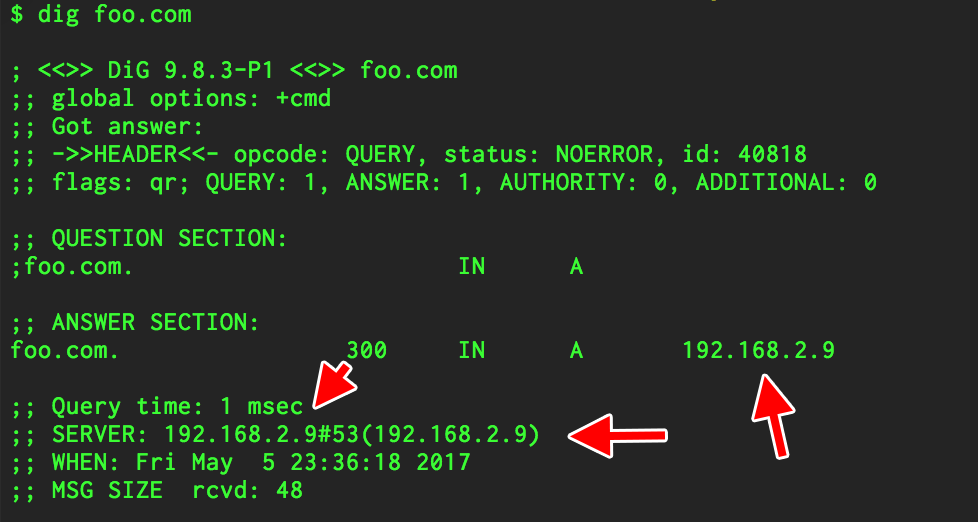 $ dig foo.com
; <<>> DiG 9.8.3-P1 <<>> foo.com
;; global options: +cmd
;; Got answer:
;; ->>HEADER<<- opcode: QUERY, status: NOERROR, id: 40818
;; flags: qr; QUERY: 1, ANSWER: 1, AUTHORITY: 0, ADDITIONAL: 0
;; QUESTION SECTION:
;foo.com. IN A
;; ANSWER SECTION:
foo.com. 300 IN A 192.168.2.9
;; Query time: 1 msec
;; SERVER: 192.168.2.9#53(192.168.2.9)
;; WHEN: Fri May  5 23:36:18 2017
;; MSG SIZE  rcvd: 48